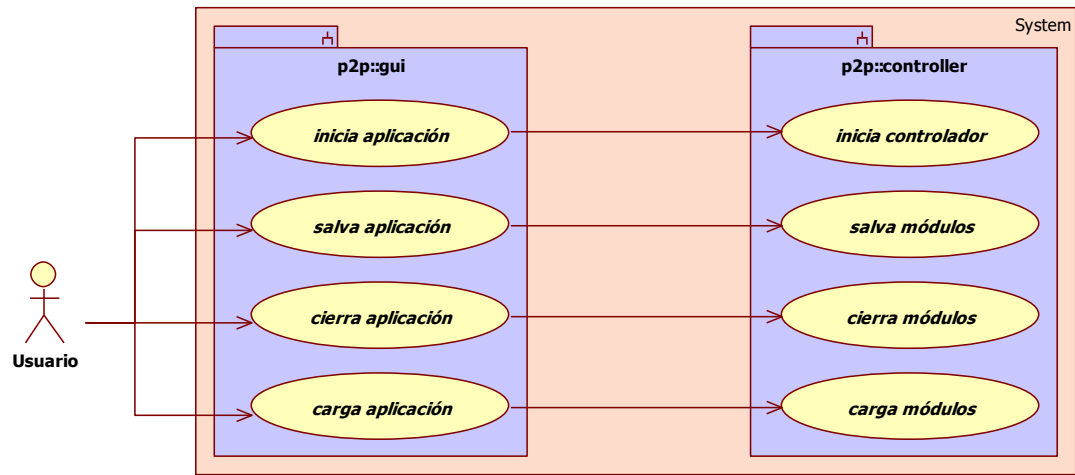 System
p2p::gui
p2p::controller
inicia aplicación
inicia controlador
salva aplicación
salva módulos
cierra aplicación
cierra módulos
Usuario
carga aplicación
carga módulos